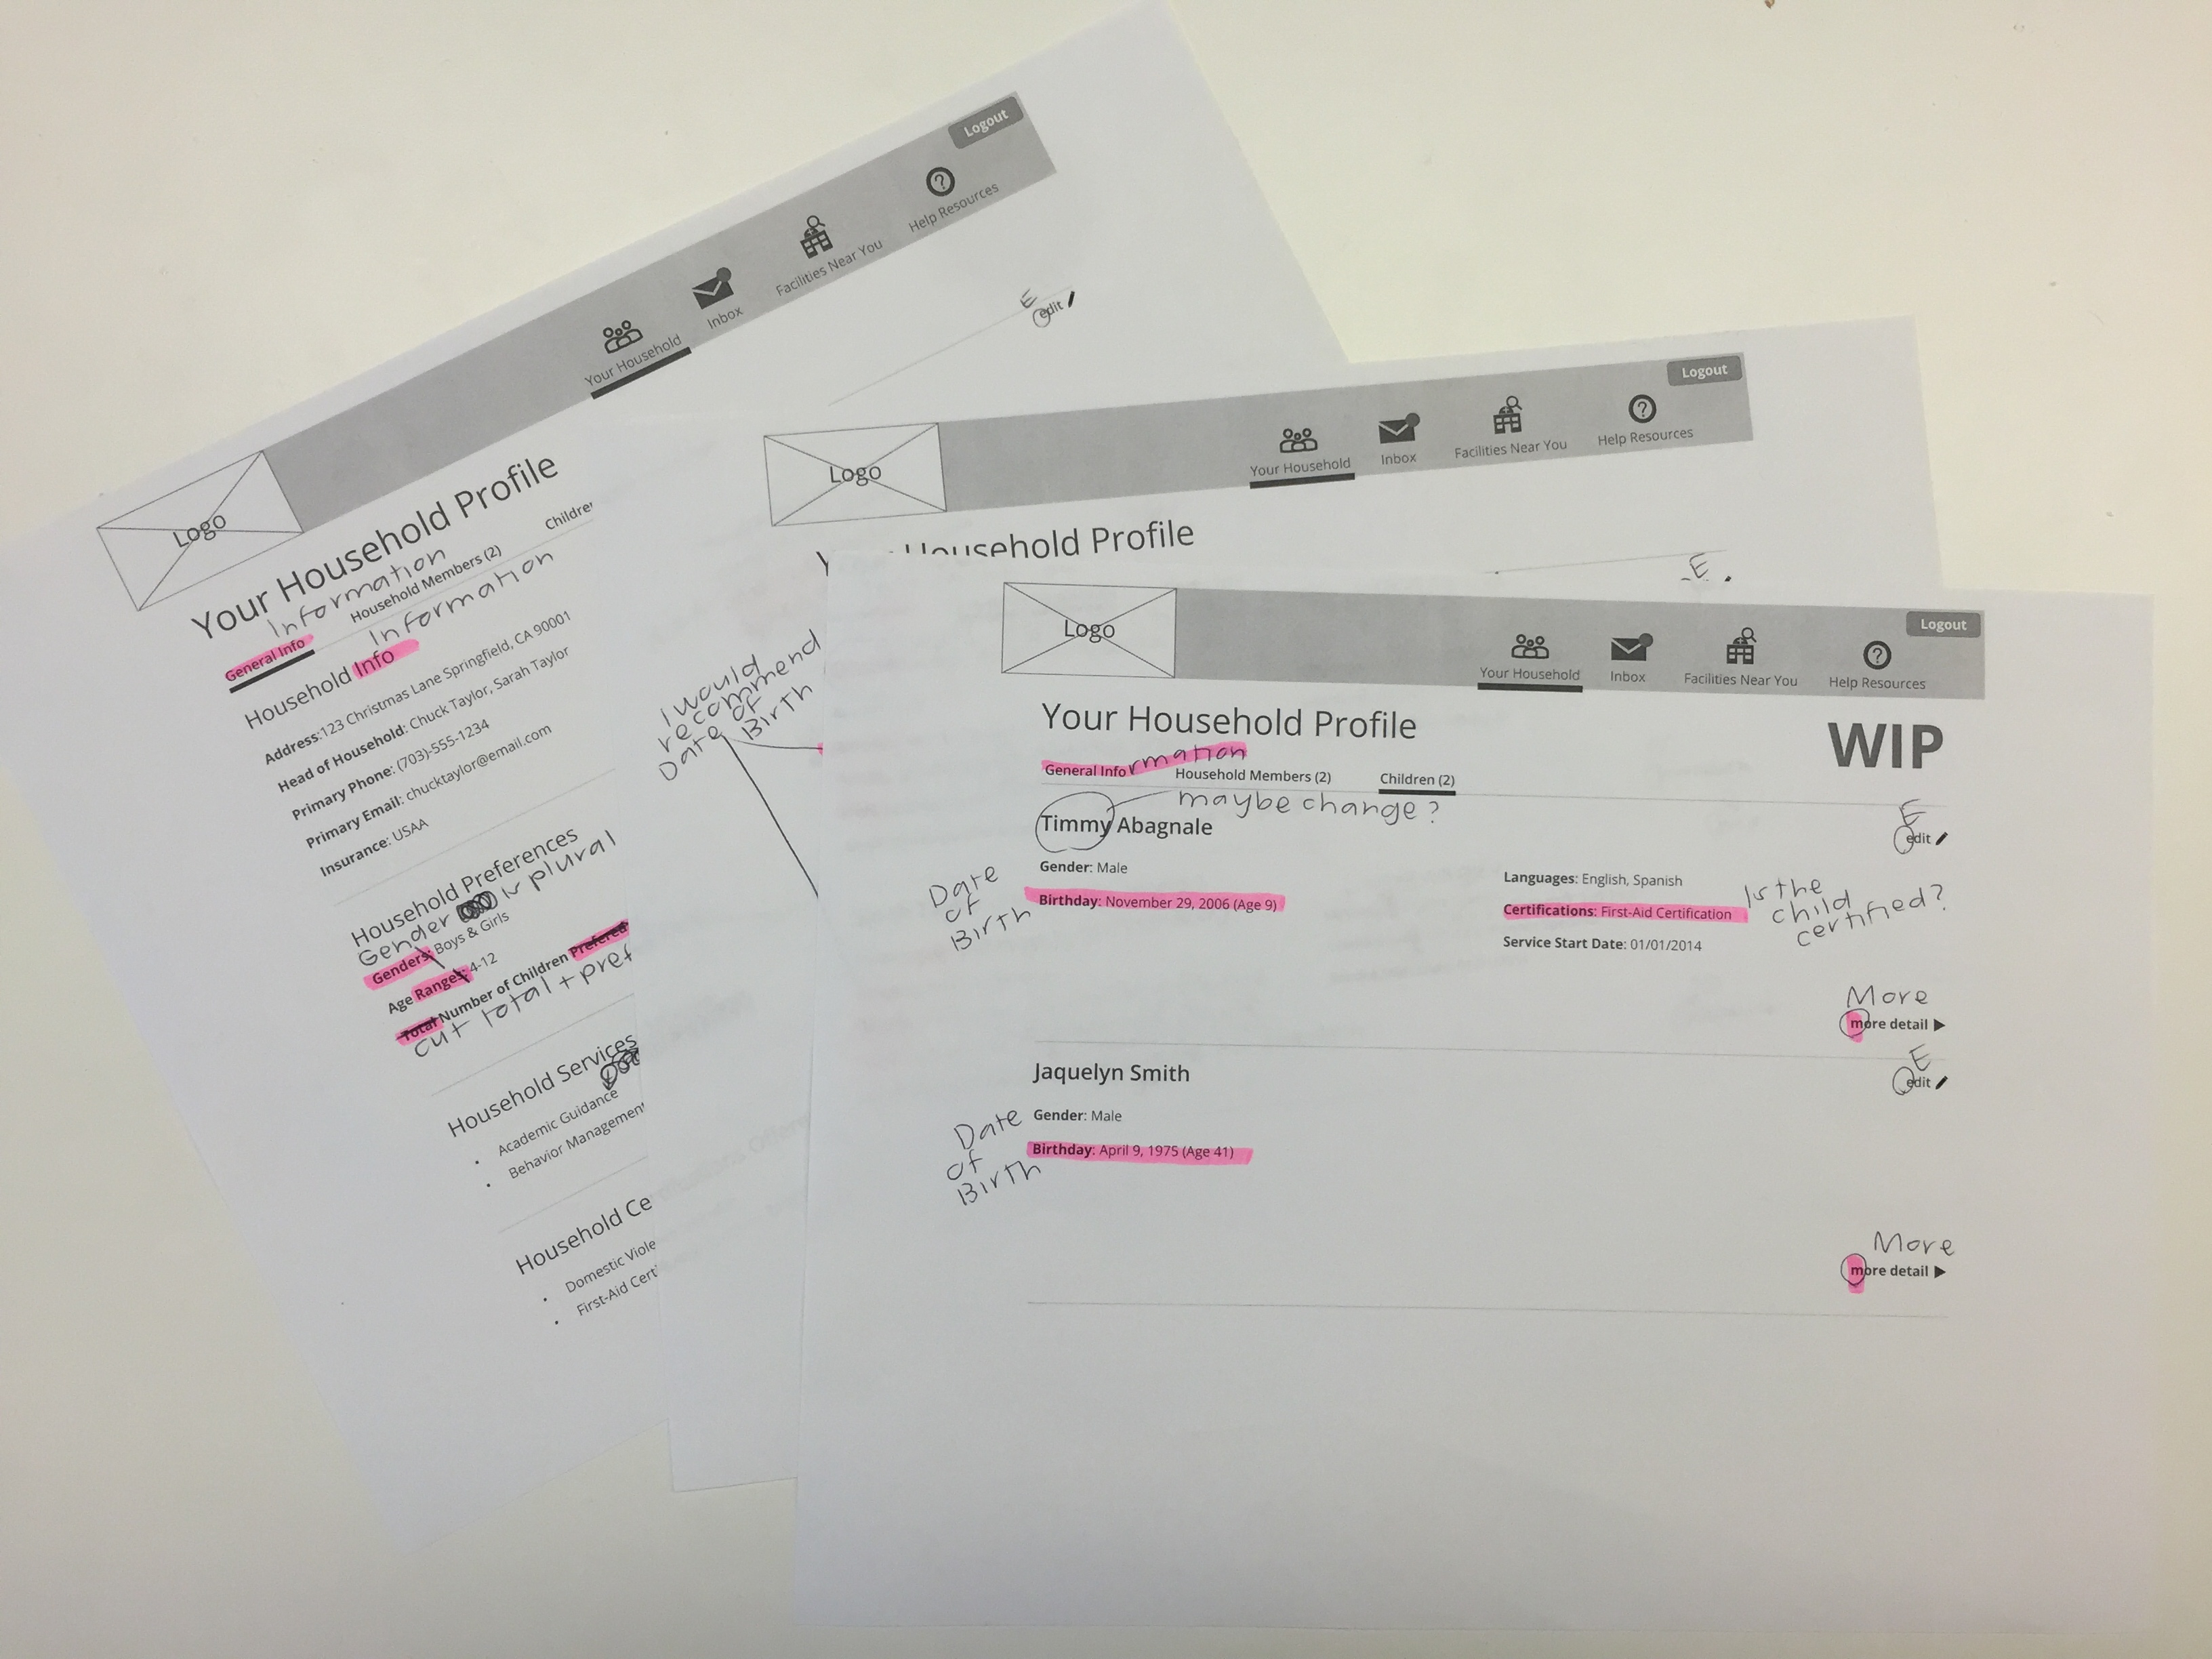 Logo
Your Household
Inbox
Facilities Near You
Help Resources
Logout
Your Household Profile
General Info
Information
Household Members (2)
Childre
Household Info
Information
E
edit
Address: 123 Christmas Lane Springfield, CA 90001
Head of Household: Chuck Taylor, Sarah Taylor
Primary Phone: (703)-555-1234
Primary Email: chucktaylor@email.com
Insurance: USAA
Household Preferences
Gender is plural
Genders: Boys & Girls
Age Ranges: 4-12
Total Number of Children Prefered
cut total + pref
Household Services
Academic Guidance
Behavior Managemen
Household Ce
Domestic Viole
First-Aid Cert
Logo
Your Household
Inbox
Facilities Near You
Help Resources
Logout
Household Profile
E
I would
recommend
Date of Birth
Logo
Your Household
Inbox
Facilities Near You
Help Resources
Logout
Your Household Profile
WIP
General Information
Household Members (2)
Children (2)
Timmy Abagnale
maybe change?
E
edit
Gender: Male
Birthday: November 29, 2006 (Age 9)
Date
of
Birth
Languages: English, Spanish
Certifications: First-Aid Certification
Service Start Date: 01/01/2014
Is the
child
certified?
More
more detail
Jaquelyn Smith
E
edit
Gender: Male
Birthday: April 9, 1975 (Age 41)
Date
of
Birth
More
more detail